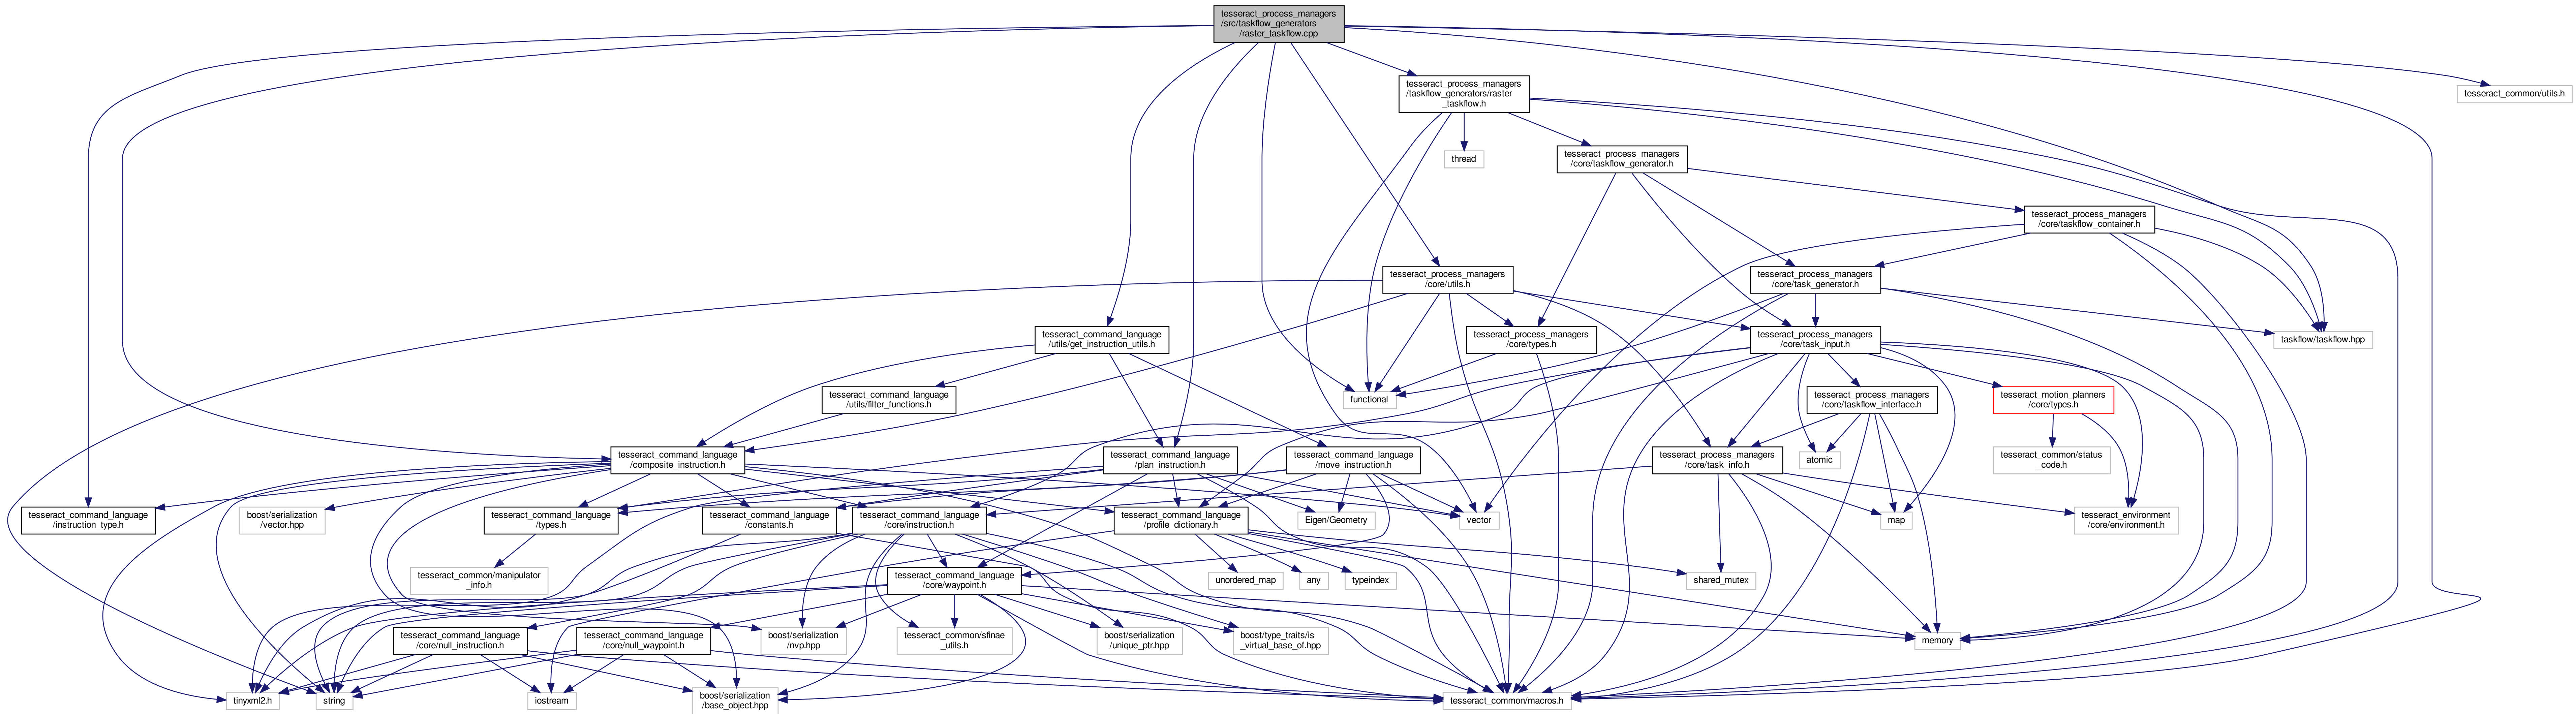 tesseract_process_managers
/src/taskflow_generators
/raster_taskflow.cpp
tesseract_process_managers
/taskflow_generators/raster
_taskflow.h
tesseract_common/utils.h
thread
tesseract_process_managers
/core/taskflow_generator.h
tesseract_process_managers
/core/taskflow_container.h
tesseract_process_managers
/core/utils.h
tesseract_process_managers
/core/task_generator.h
tesseract_command_language
/utils/get_instruction_utils.h
tesseract_process_managers
/core/types.h
tesseract_process_managers
/core/task_input.h
taskflow/taskflow.hpp
tesseract_command_language
/utils/filter_functions.h
functional
tesseract_process_managers
/core/taskflow_interface.h
tesseract_motion_planners
/core/types.h
tesseract_command_language
/composite_instruction.h
tesseract_command_language
/plan_instruction.h
tesseract_command_language
/move_instruction.h
tesseract_process_managers
/core/task_info.h
atomic
tesseract_common/status
_code.h
tesseract_command_language
/instruction_type.h
boost/serialization
/vector.hpp
tesseract_command_language
/types.h
tesseract_command_language
/constants.h
tesseract_command_language
/core/instruction.h
tesseract_command_language
/profile_dictionary.h
Eigen/Geometry
vector
map
tesseract_environment
/core/environment.h
tesseract_common/manipulator
_info.h
tesseract_command_language
/core/waypoint.h
unordered_map
any
typeindex
shared_mutex
tesseract_command_language
/core/null_instruction.h
tesseract_command_language
/core/null_waypoint.h
boost/serialization
/nvp.hpp
tesseract_common/sfinae
_utils.h
boost/serialization
/unique_ptr.hpp
boost/type_traits/is
_virtual_base_of.hpp
memory
tinyxml2.h
string
iostream
boost/serialization
/base_object.hpp
tesseract_common/macros.h